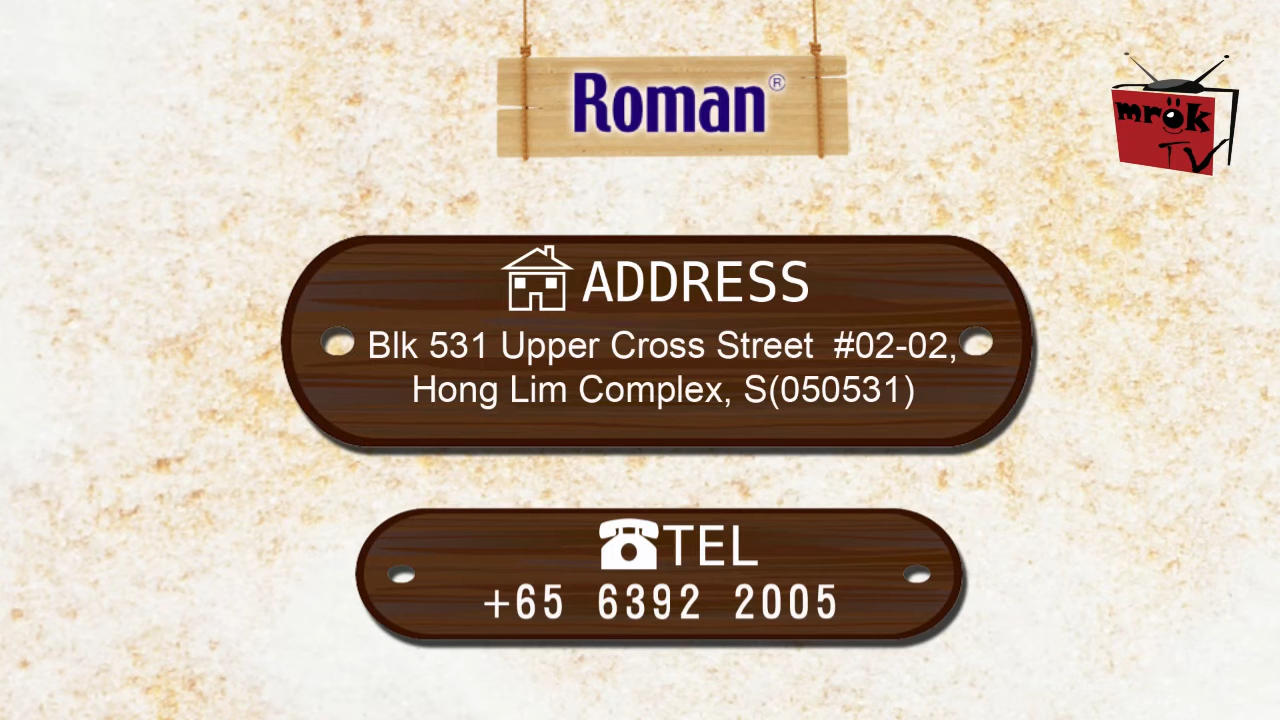 Roman®
mrök
TV
ADDRESS
Blk 531 Upper Cross Street #02-02,
Hong Lim Complex, S(050531)
TEL
+65 6392 2005